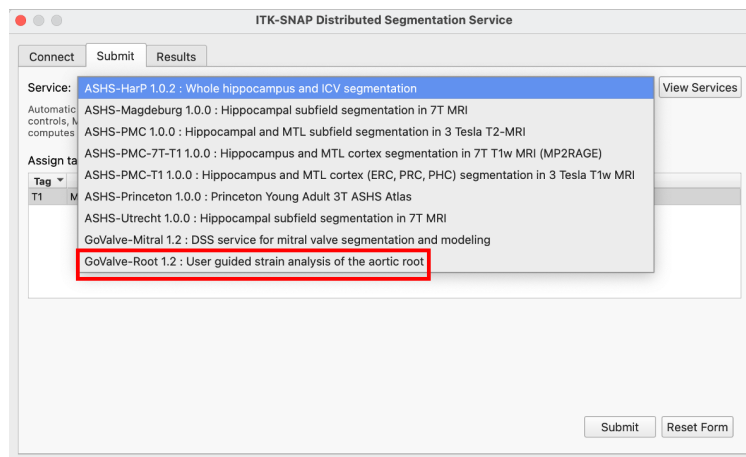 ITK-SNAP Distributed Segmentation Service
Connect Submit Results
Service: ASHS-HarP 1.0.2 : Whole hippocampus and ICV segmentation View Services
Automatic
ASHS-Magdeburg 1.0.0 : Hippocampal subfield segmentation in 7T MRI
controls, M
computes
ASHS-PMC 1.0.0 : Hippocampal and MTL subfield segmentation in 3 Tesla T2-MRI
ASHS-PMC-7T-T1 1.0.0 : Hippocampus and MTL cortex segmentation in 7T T1w MRI (MP2RAGE)
Assign ta
ASHS-PMC-T1 1.0.0 : Hippocampus and MTL cortex (ERC, PRC, PHC) segmentation in 3 Tesla T1w MRI
Tag
T1 M
ASHS-Princeton 1.0.0 : Princeton Young Adult 3T ASHS Atlas
ASHS-Utrecht 1.0.0 : Hippocampal subfield segmentation in 7T MRI
GoValve-Mitral 1.2 : DSS service for mitral valve segmentation and modeling
GoValve-Root 1.2 : User guided strain analysis of the aortic root
Submit Reset Form